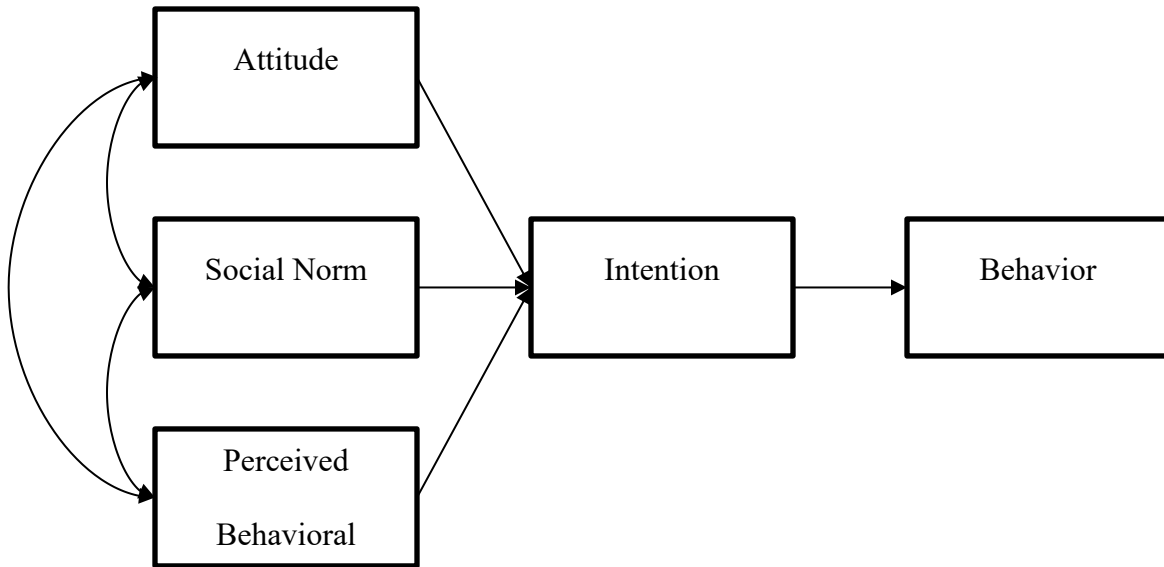 Attitude
Social Norm
Intention
Behavior
Perceived
Behavioral